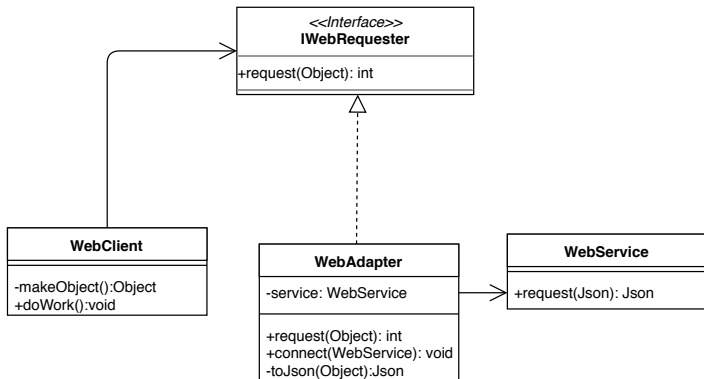 <<Interface>>
IWebRequester
+request(Object): int
WebClient
-makeObject():Object
+doWork():void
WebAdapter
-service: WebService
+request(Object): int
+connect(WebService): void
-toJson(Object):Json
WebService
+request(Json): Json